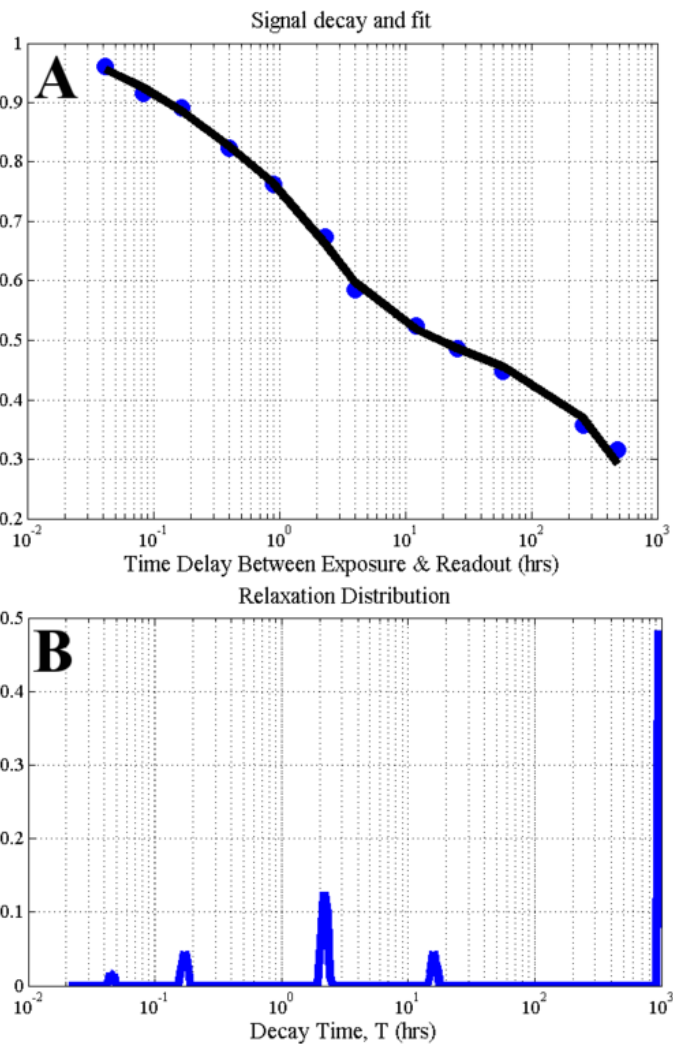 Signal decay and fit
A
1
0.9
0.8
0.7
0.6
0.5
0.4
0.3
0.2
10^-2 10^-1 10^0 10^1 10^2 10^3
Time Delay Between Exposure & Readout (hrs)
Relaxation Distribution
B
0.5
0.4
0.3
0.2
0.1
0
10^-2 10^-1 10^0 10^1 10^2 10^3
Decay Time, T (hrs)